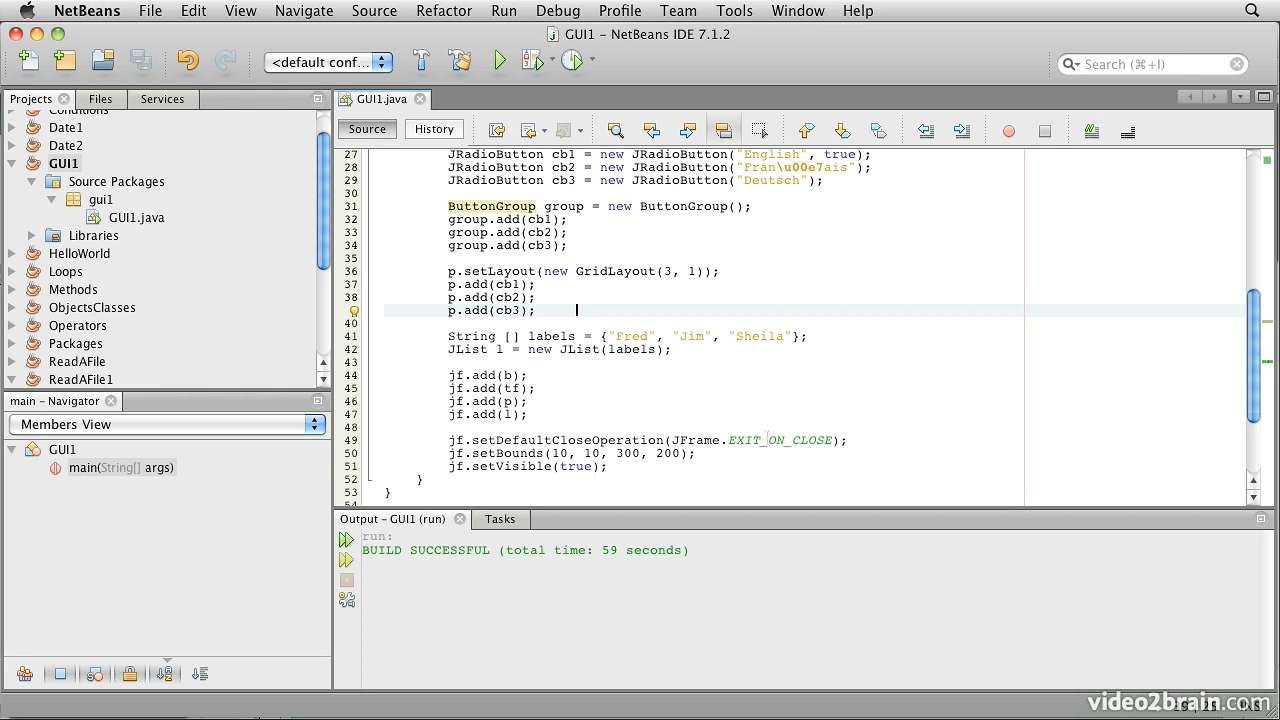 NetBeans File Edit View Navigate Source Refactor Run Debug Profile Team Tools Window Help
GUI1 – NetBeans IDE 7.1.2
<default conf... Search (⌘+I)
Projects Files Services
GUI1.java
Source History
Conditions
Date1
Date2
GUI1
Source Packages
gui1
GUI1.java
Libraries
HelloWorld
Loops
Methods
ObjectsClasses
Operators
Packages
ReadAFile
ReadAFile1
main – Navigator
Members View
GUI1
main(String[] args)
27 JRadioButton cb1 = new JRadioButton("English", true);
28 JRadioButton cb2 = new JRadioButton("Fran\u00e7ais");
29 JRadioButton cb3 = new JRadioButton("Deutsch");
30
31 ButtonGroup group = new ButtonGroup();
32 group.add(cb1);
33 group.add(cb2);
34 group.add(cb3);
35
36 p.setLayout(new GridLayout(3, 1));
37 p.add(cb1);
38 p.add(cb2);
p.add(cb3);
40
41 String [] labels = {"Fred", "Jim", "Sheila"};
42 JList l = new JList(labels);
43
44 jf.add(b);
45 jf.add(tf);
46 jf.add(p);
47 jf.add(l);
48
49 jf.setDefaultCloseOperation(JFrame.EXIT_ON_CLOSE);
50 jf.setBounds(10, 10, 300, 200);
51 jf.setVisible(true);
52 }
53 }
54
Output – GUI1 (run) Tasks
run:
BUILD SUCCESSFUL (total time: 59 seconds)
video2brain.com